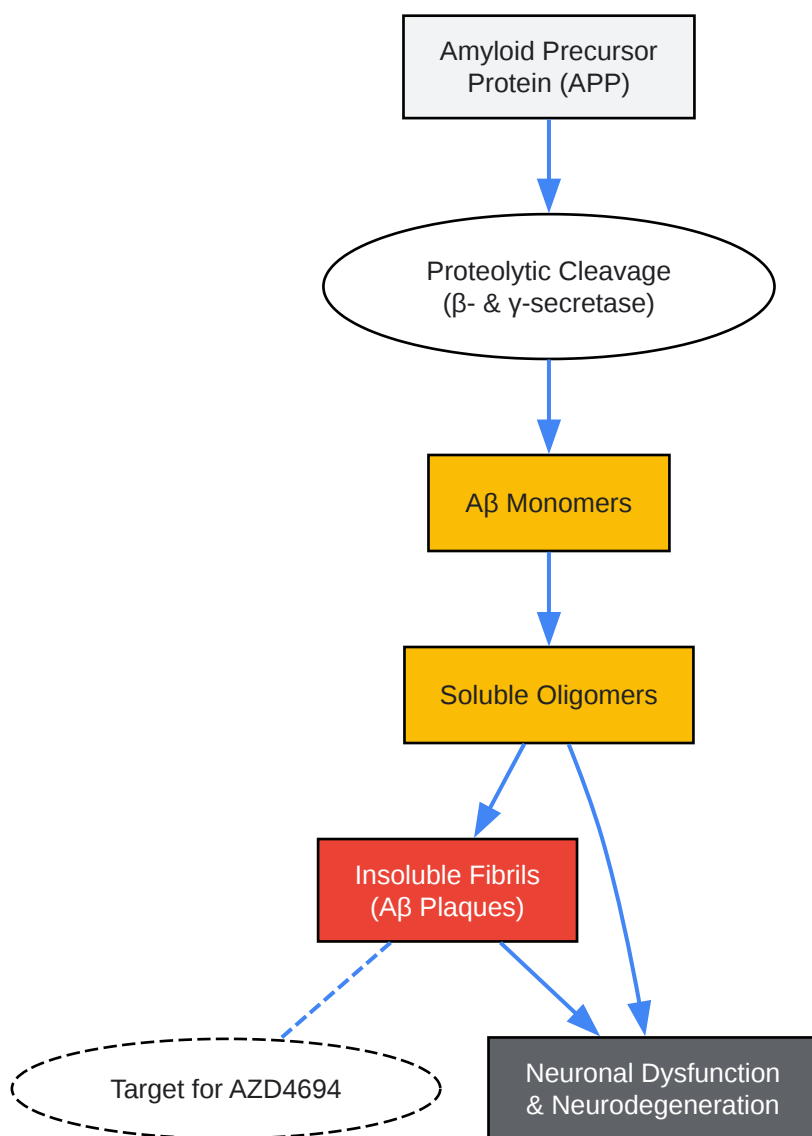 Amyloid Precursor
Protein (APP)
Proteolytic Cleavage
(β- & γ-secretase)
Aβ Monomers
Soluble Oligomers
Insoluble Fibrils
(Aβ Plaques)
Target for AZD4694
Neuronal Dysfunction
& Neurodegeneration